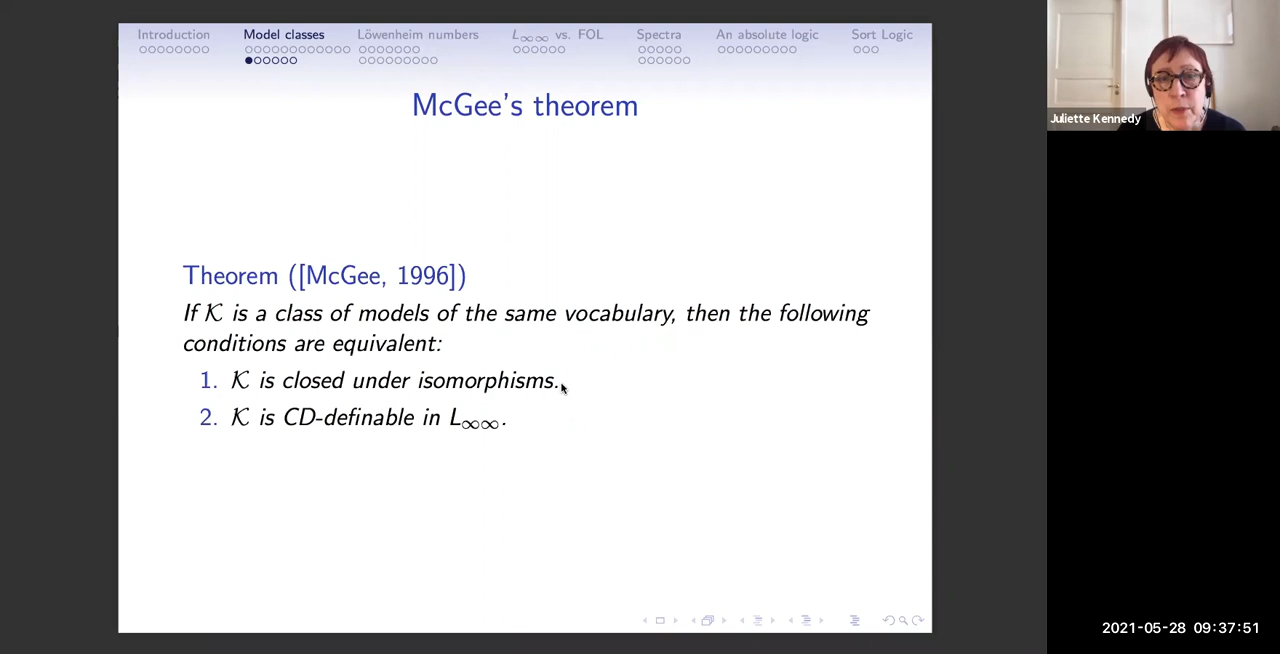 Introduction Model classes Löwenheim numbers L∞∞ vs. FOL Spectra An absolute logic Sort Logic
McGee's theorem
Theorem ([McGee, 1996])
If 𝒦 is a class of models of the same vocabulary, then the following
conditions are equivalent:
1. 𝒦 is closed under isomorphisms.
2. 𝒦 is CD-definable in L∞∞.
Juliette Kennedy
2021-05-28 09:37:51